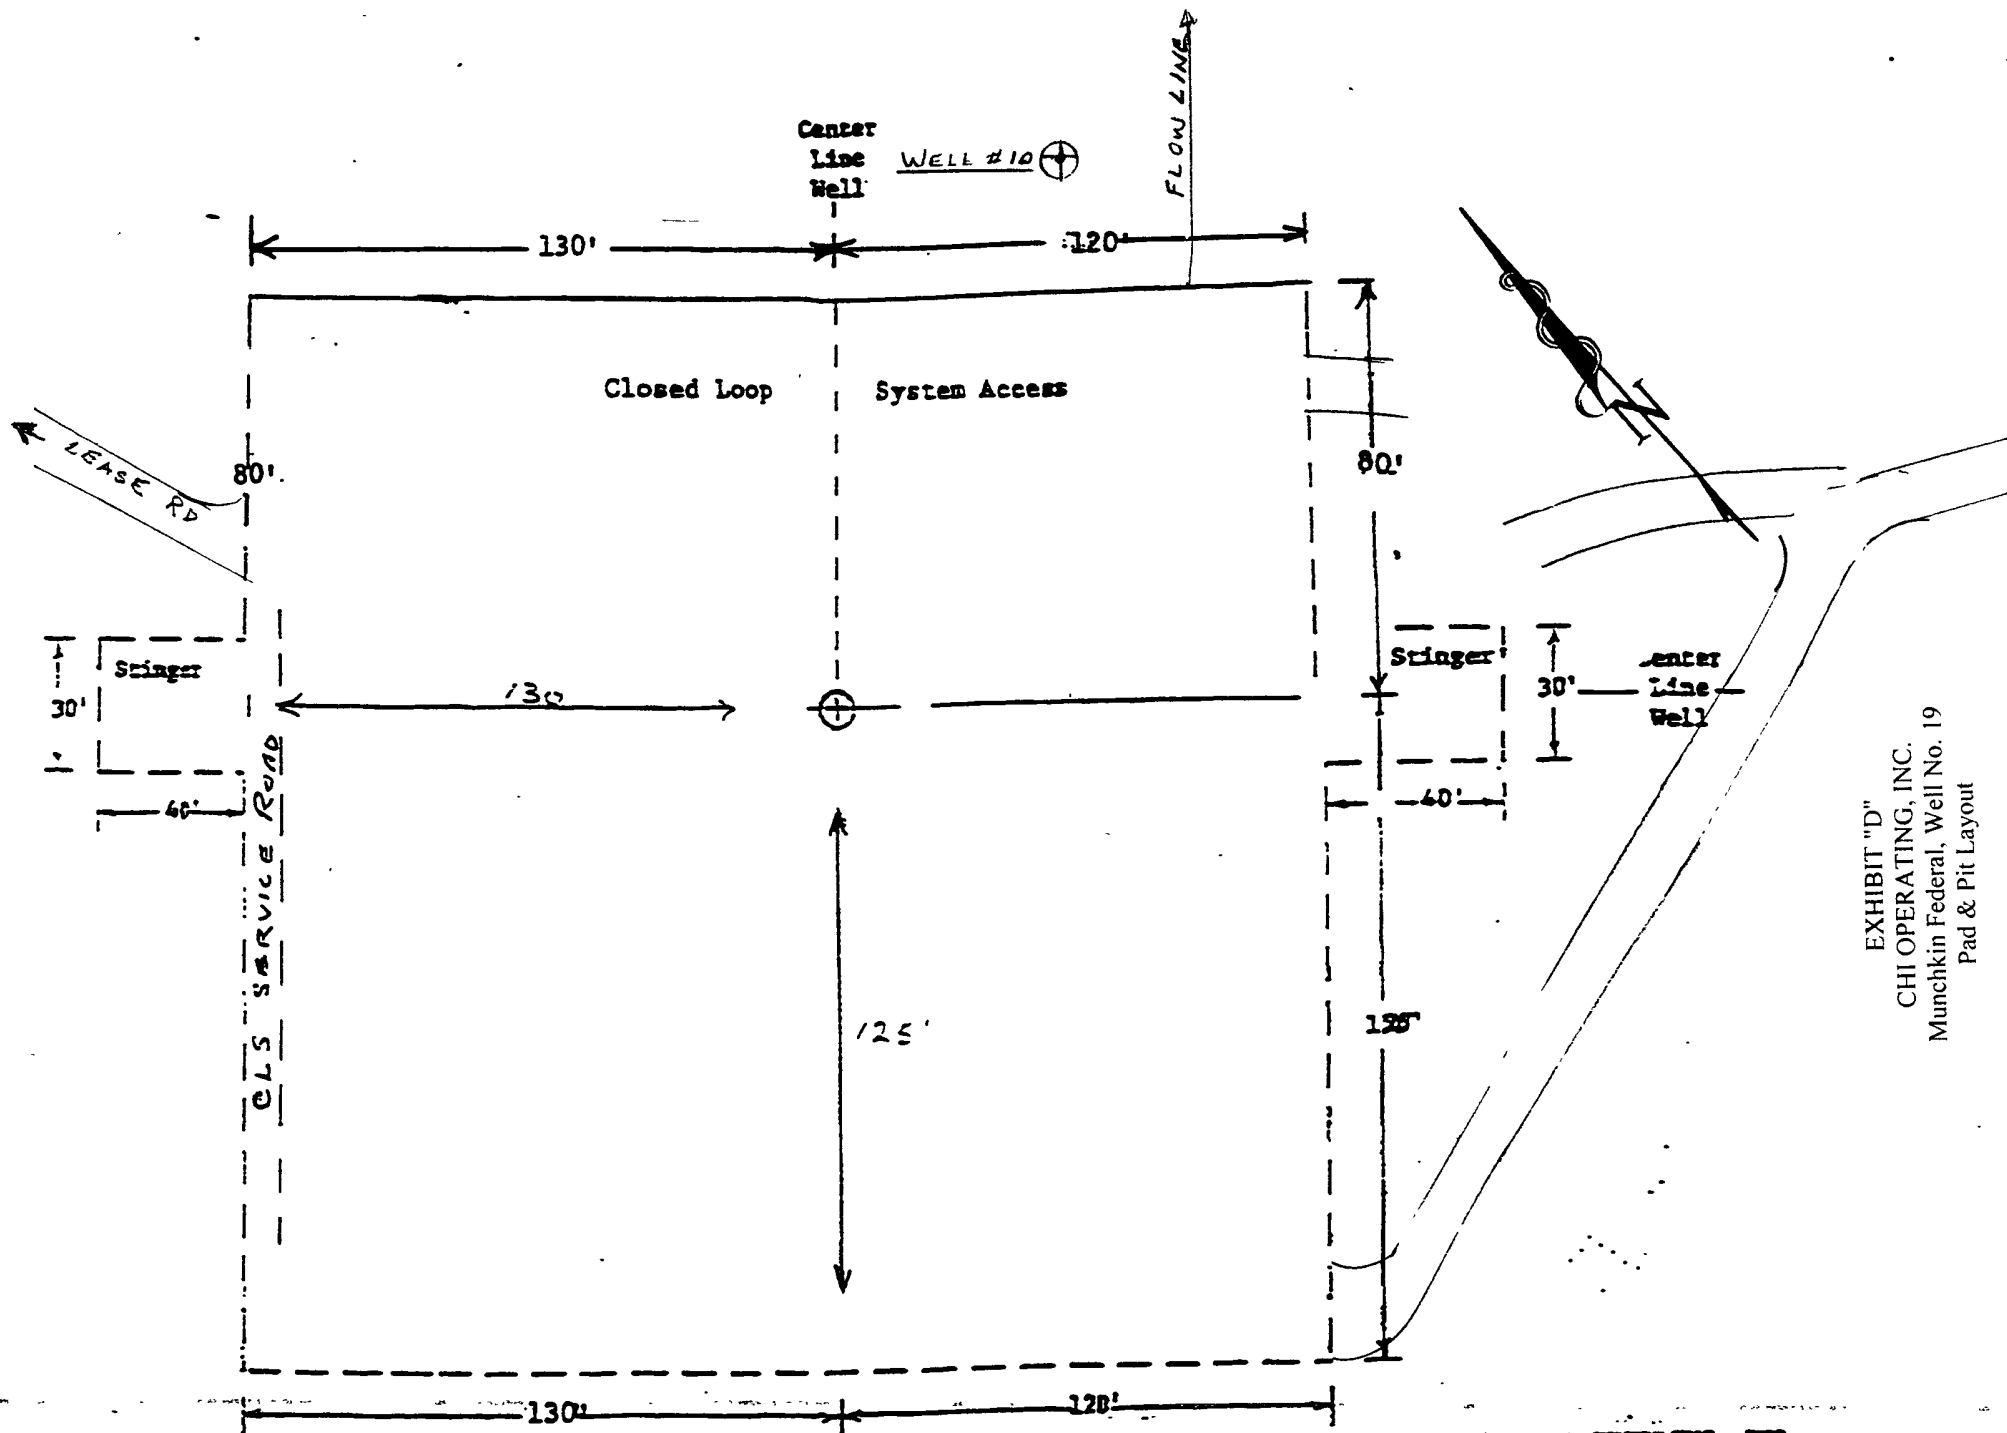 FLOW LINE
Center
Line
Well
WELL #10
130'
120'
Closed Loop System Access
80'
80'
LEASE RD
N
Stinger
30'
40'
130
Stinger
30'
40'
Line
Well
CLS SERVICE ROAD
125'
130'
120'
EXHIBIT "D"
CHI OPERATING, INC.
Munchkin Federal, Well No. 19
Pad & Pit Layout